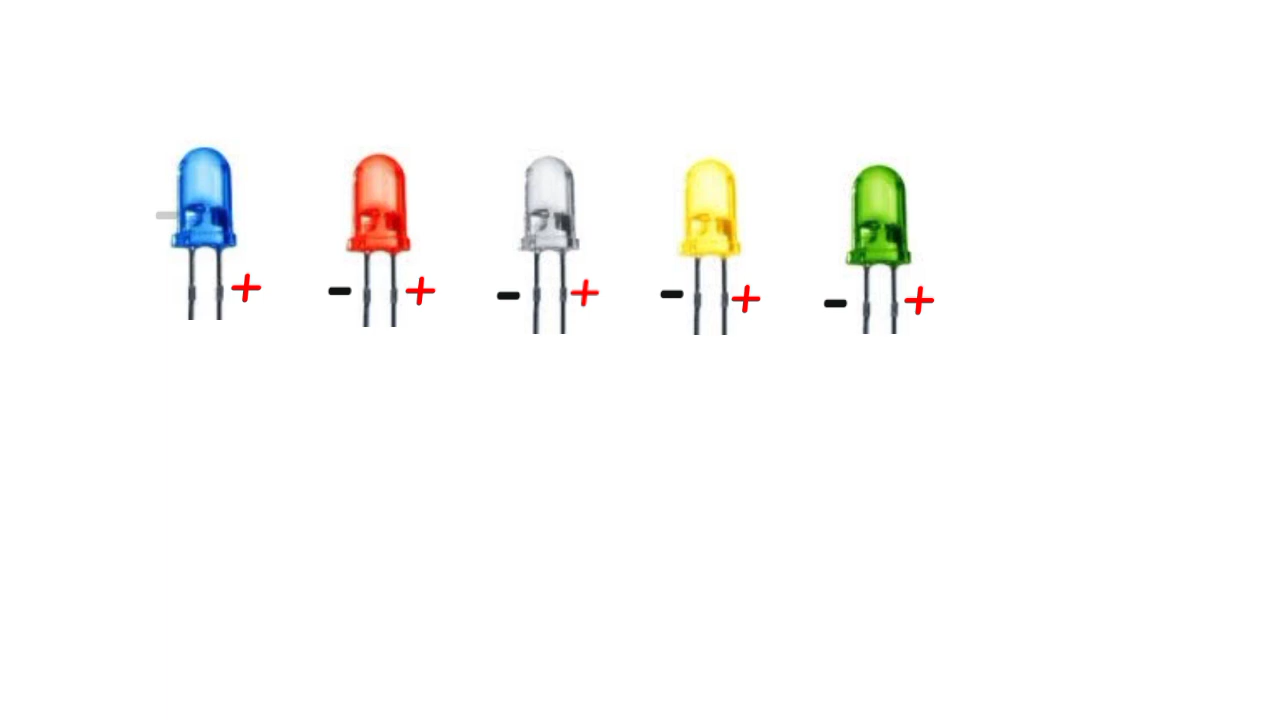 - + - + - + - + - +